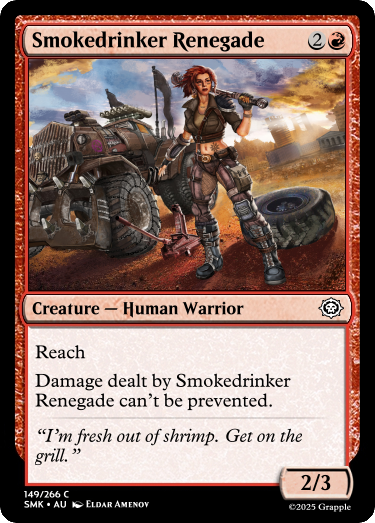 Smokedrinker Renegade 2
Creature — Human Warrior
Reach
Damage dealt by Smokedrinker
Renegade can't be prevented.
“I'm fresh out of shrimp. Get on the
grill.”
2/3
149/266 C
SMK • AU Eldar Amenov
©2025 Grapple